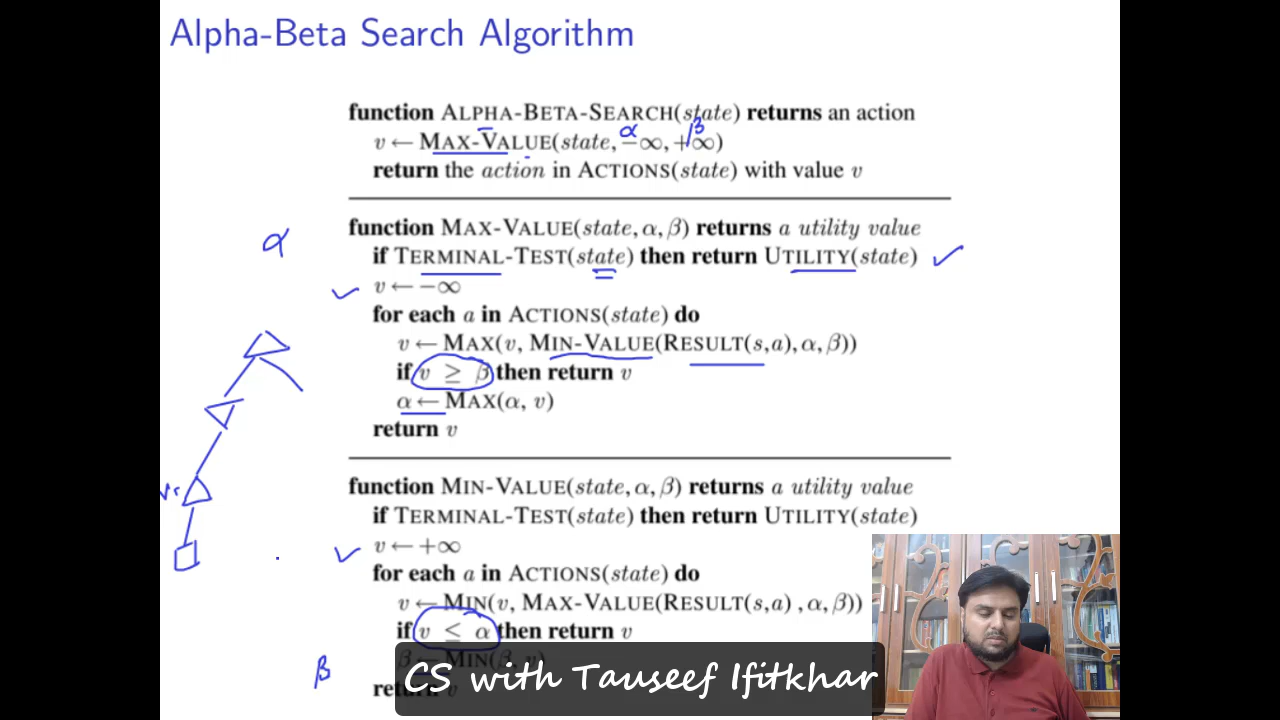 Alpha-Beta Search Algorithm
function ALPHA-BETA-SEARCH(state) returns an action
α β
v ← MAX-VALUE(state, −∞, +∞)
return the action in ACTIONS(state) with value v
function MAX-VALUE(state, α, β) returns a utility value
α
if TERMINAL-TEST(state) then return UTILITY(state)
v ← −∞
for each a in ACTIONS(state) do
v ← MAX(v, MIN-VALUE(RESULT(s,a), α, β))
if v ≥ β then return v
α ← MAX(α, v)
return v
function MIN-VALUE(state, α, β) returns a utility value
if TERMINAL-TEST(state) then return UTILITY(state)
v ← +∞
for each a in ACTIONS(state) do
v ← MIN(v, MAX-VALUE(RESULT(s,a) , α, β))
if v ≤ α then return v
β ← MIN(β, v)
β
return v
CS with Tauseef Ifitkhar